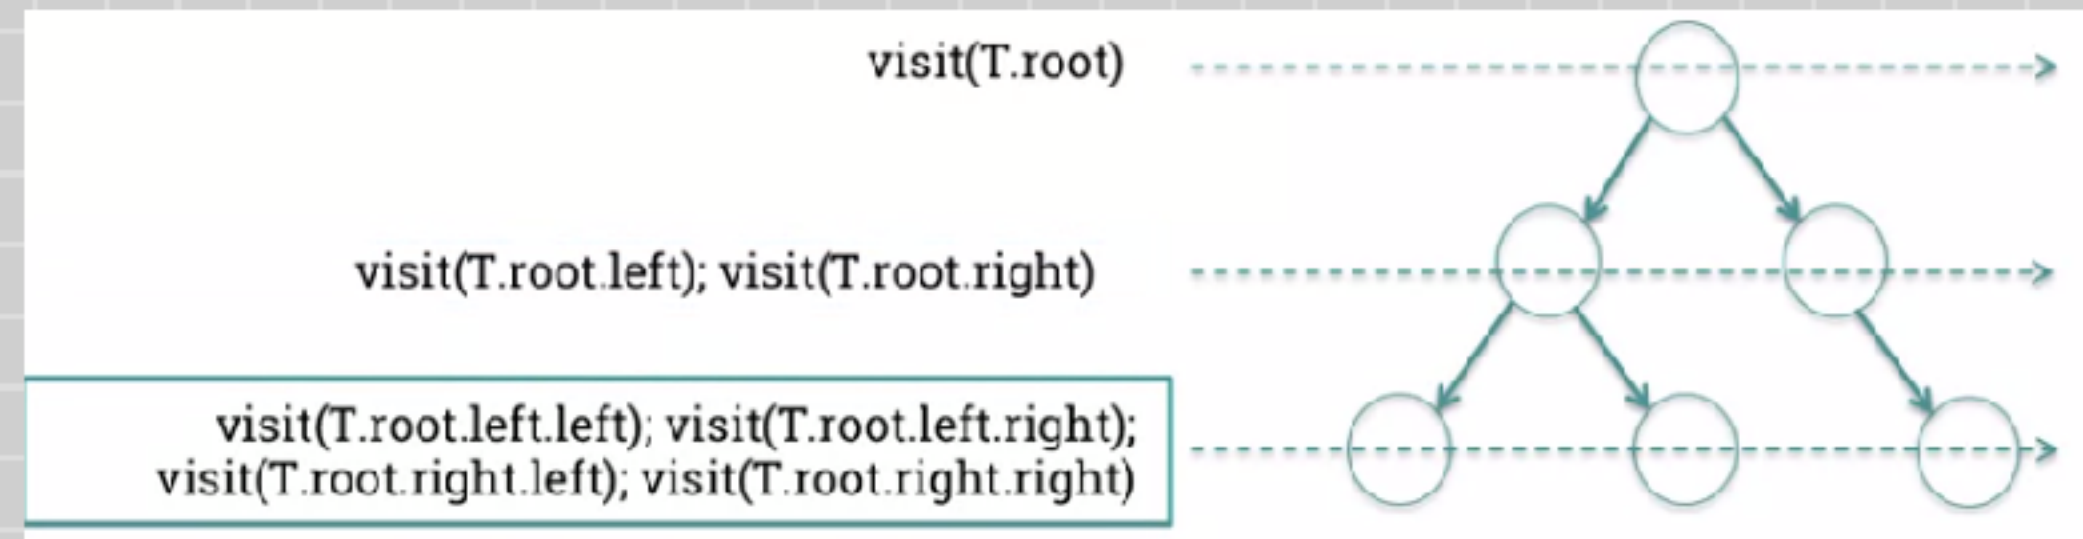 visit(T.root)
visit(T.root.left); visit(T.root.right)
visit(T.root.left.left); visit(T.root.left.right);
visit(T.root.right.left); visit(T.root.right.right)